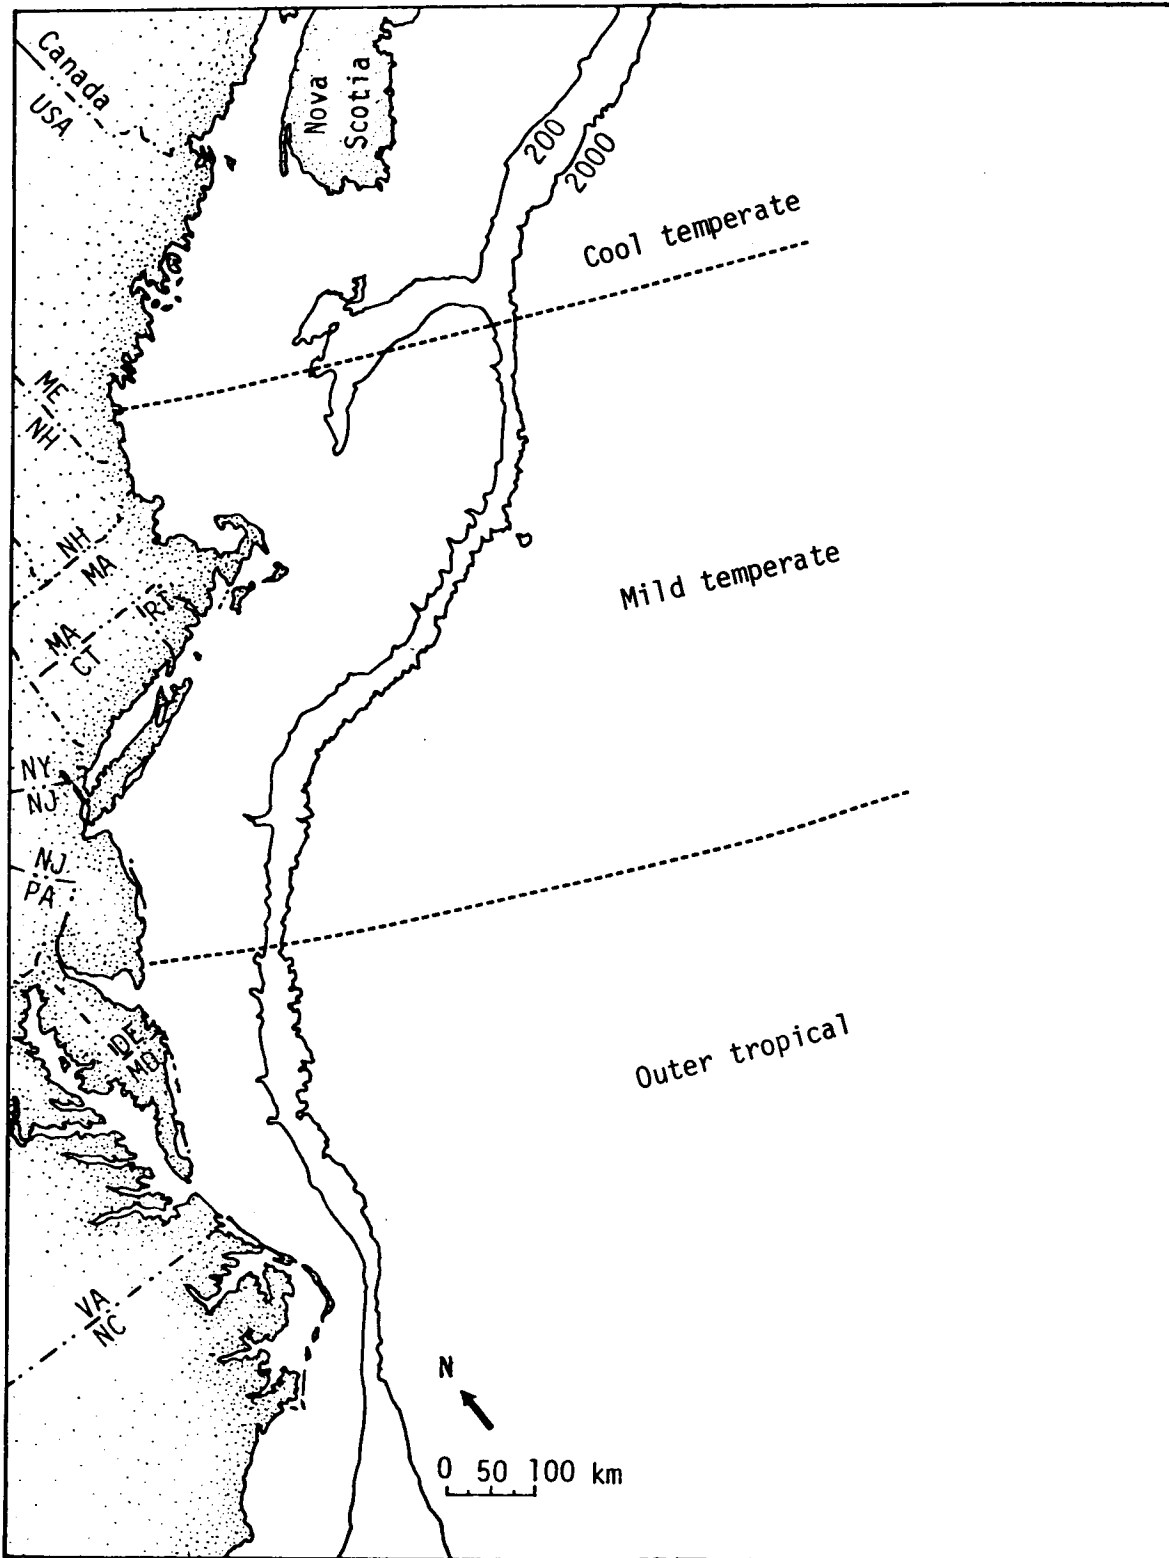 Canada
USA
Nova
Scotia
200
2000
Cool temperate
ME
NH
NH
MA
Mild temperate
RI
MA
CT
NY
NJ
NJ
PA
DE
MD
Outer tropical
VA
NC
N
0 50 100 km